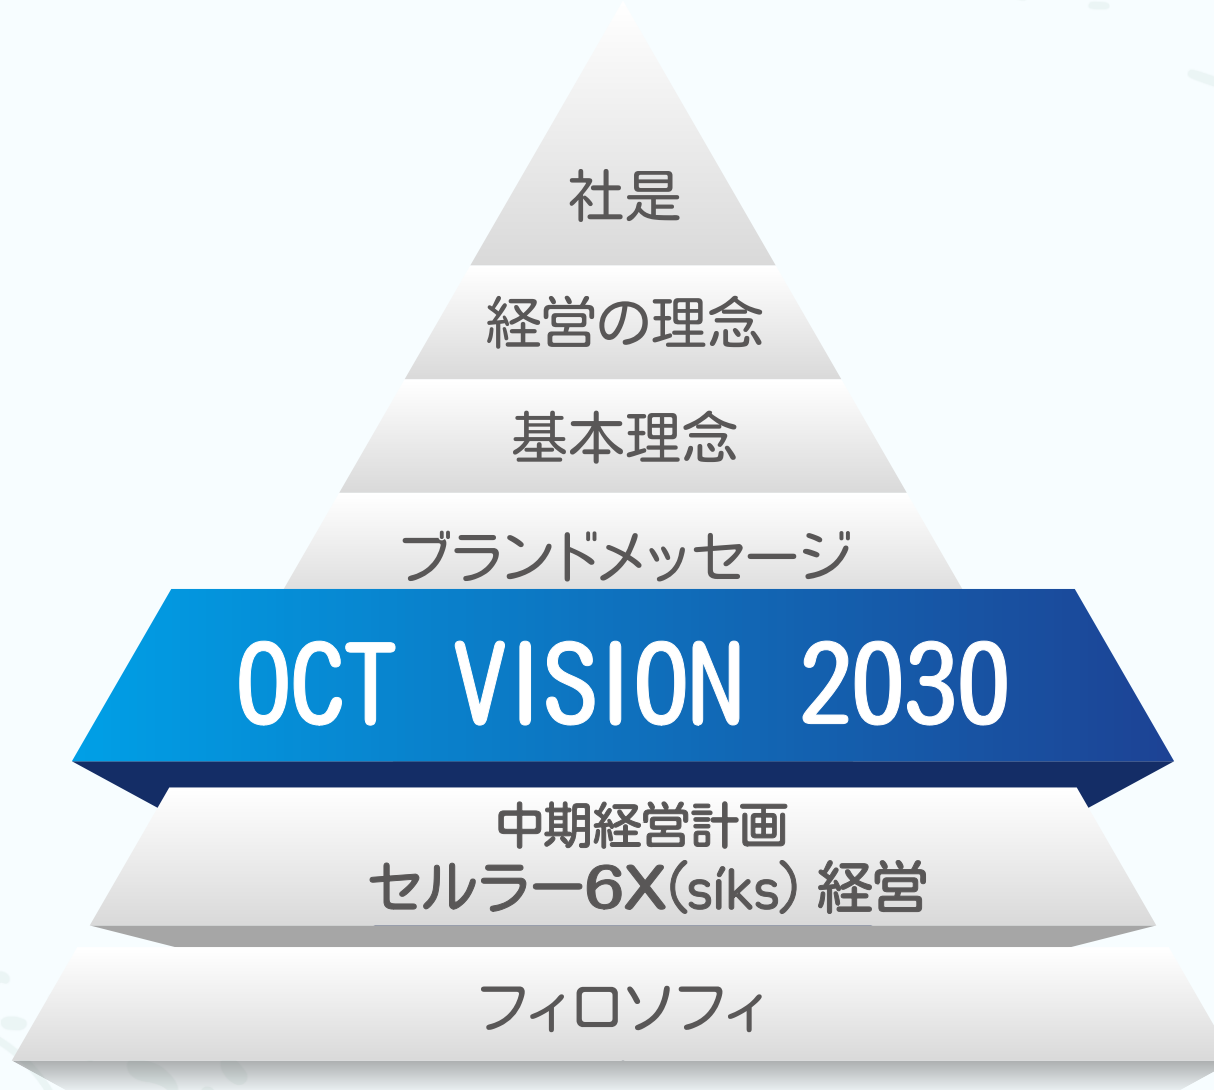 社是
経営の理念
基本理念
ブランドメッセージ
OCT VISION 2030
中期経営計画
セルラー6X(síks) 経営
フィロソフィ